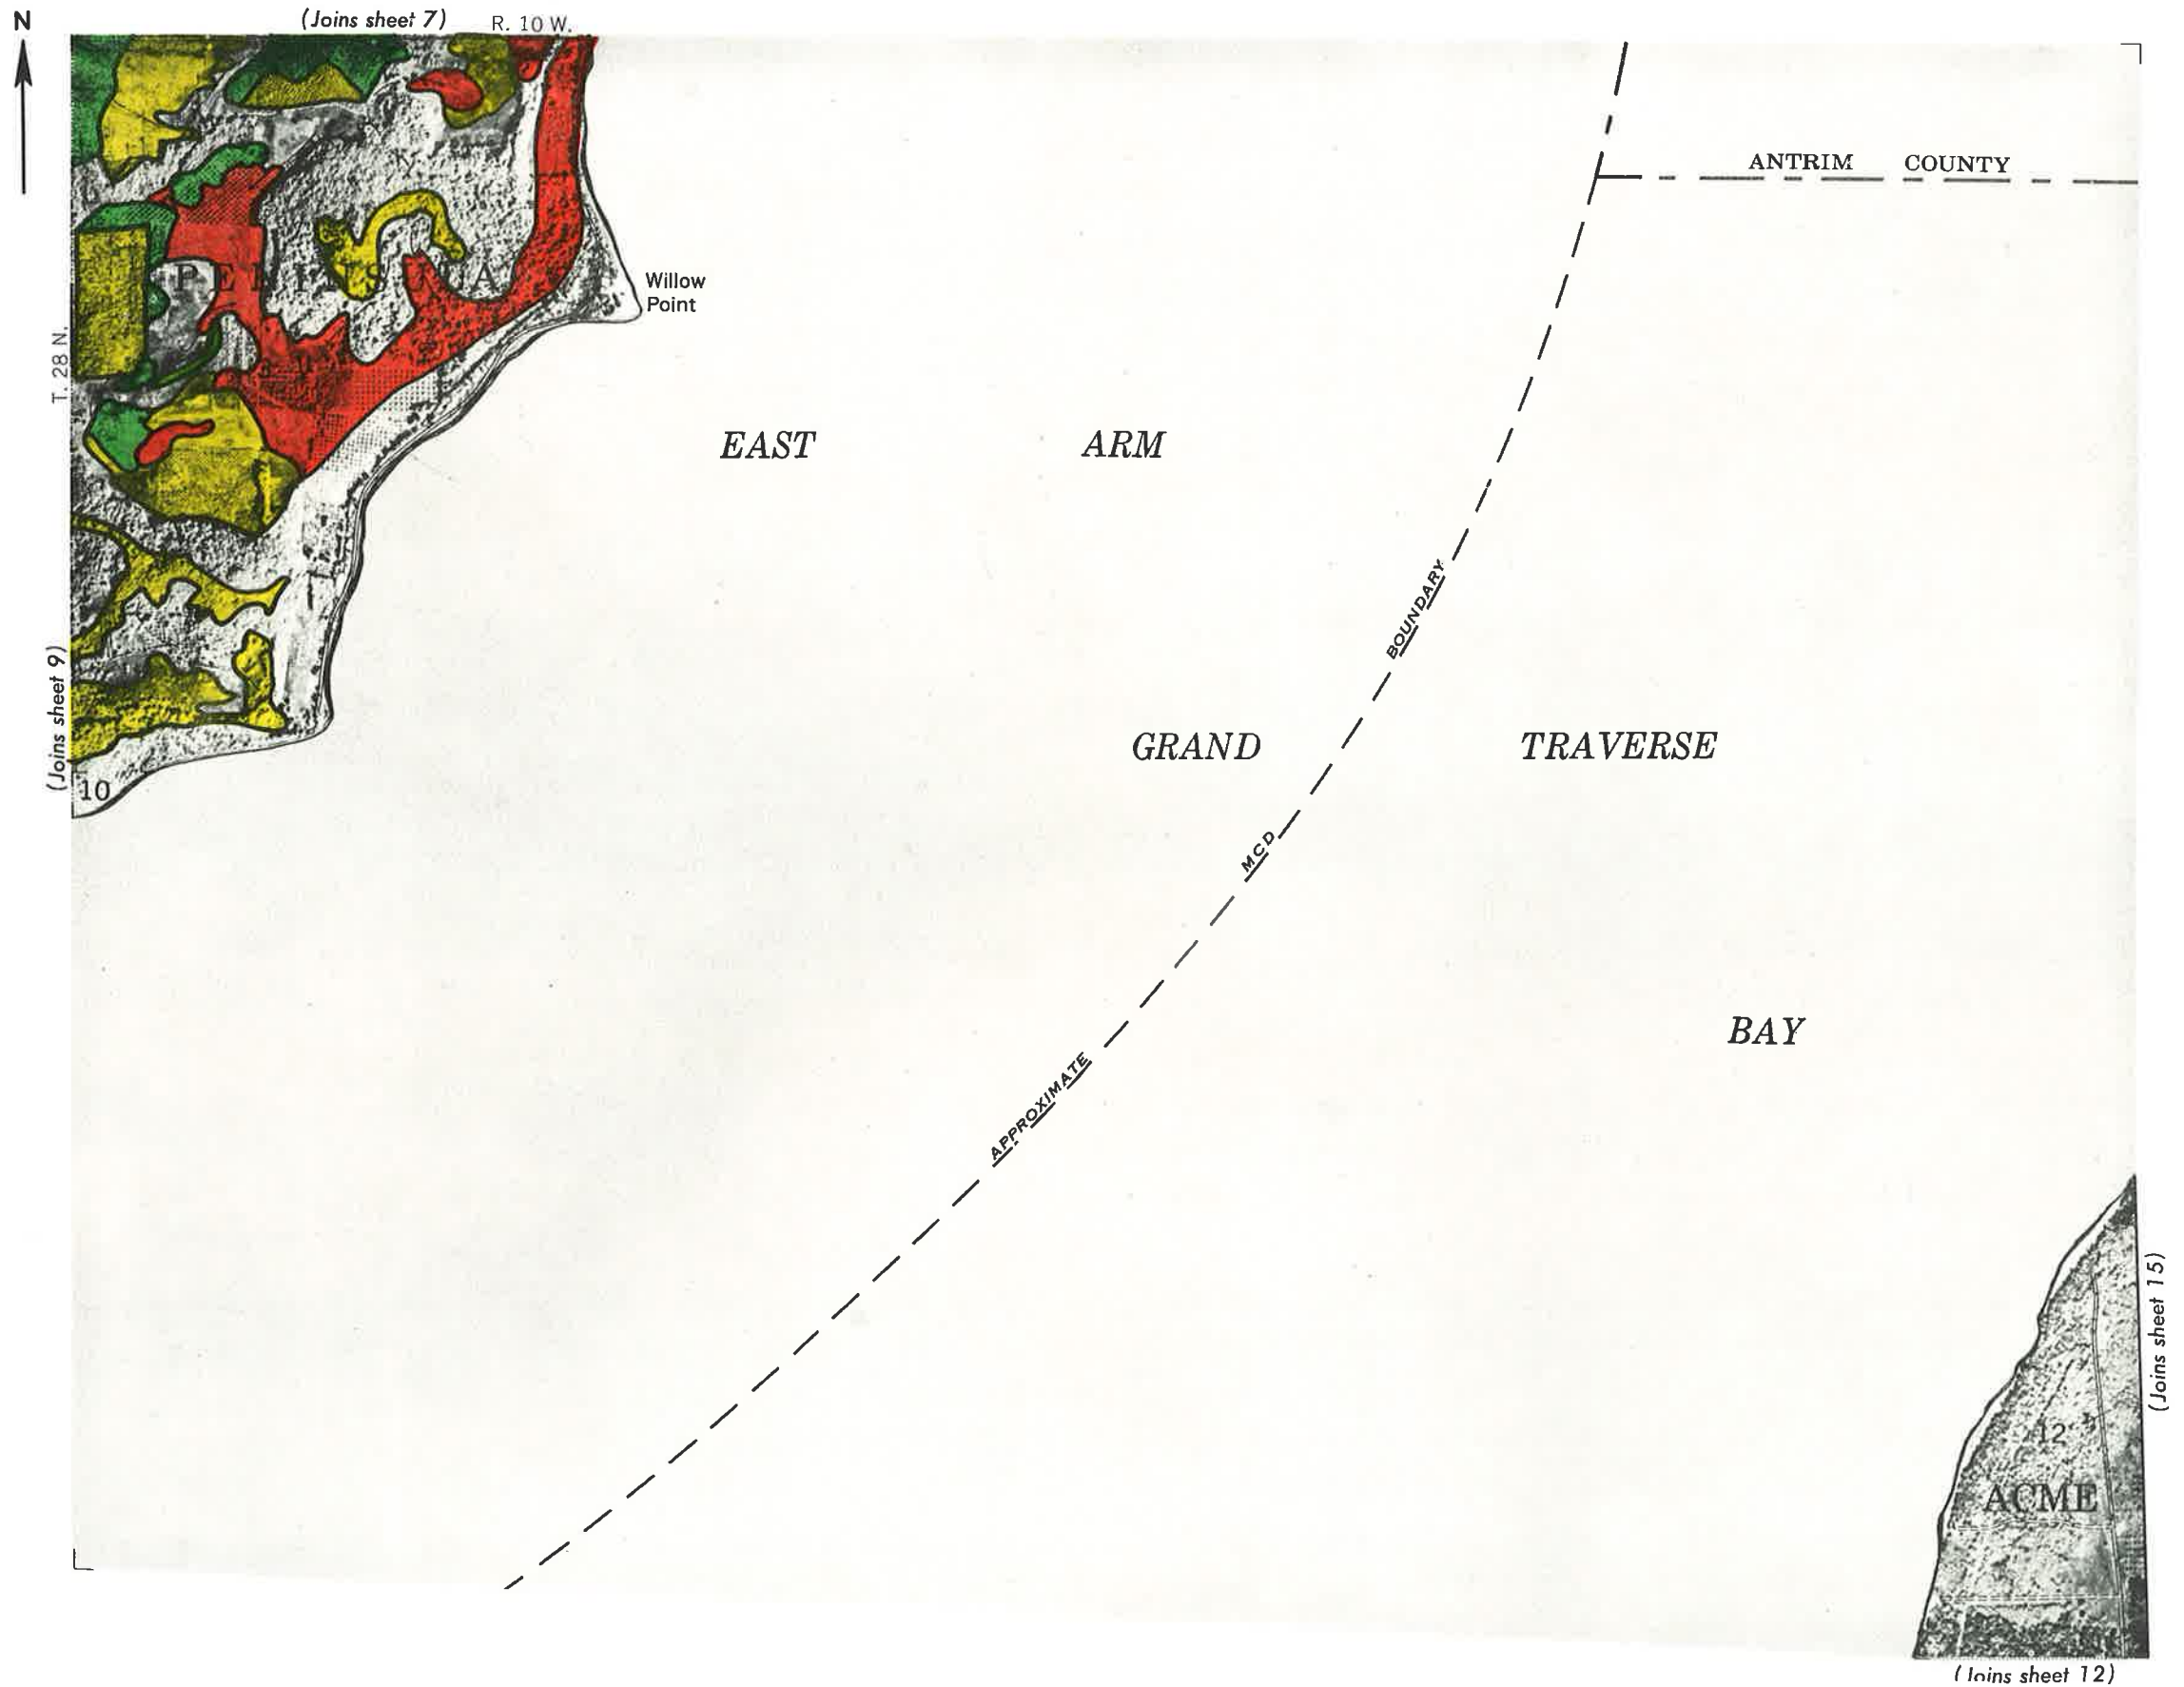 N
(Joins sheet 7) R. 10 W.
ANTRIM COUNTY
PENINSULA
Willow
Point
T. 28 N.
EAST ARM
BOUNDARY
(Joins sheet 9)
GRAND TRAVERSE
10
MCD
BAY
APPROXIMATE
(Joins sheet 15)
12
ACME
(Joins sheet 12)